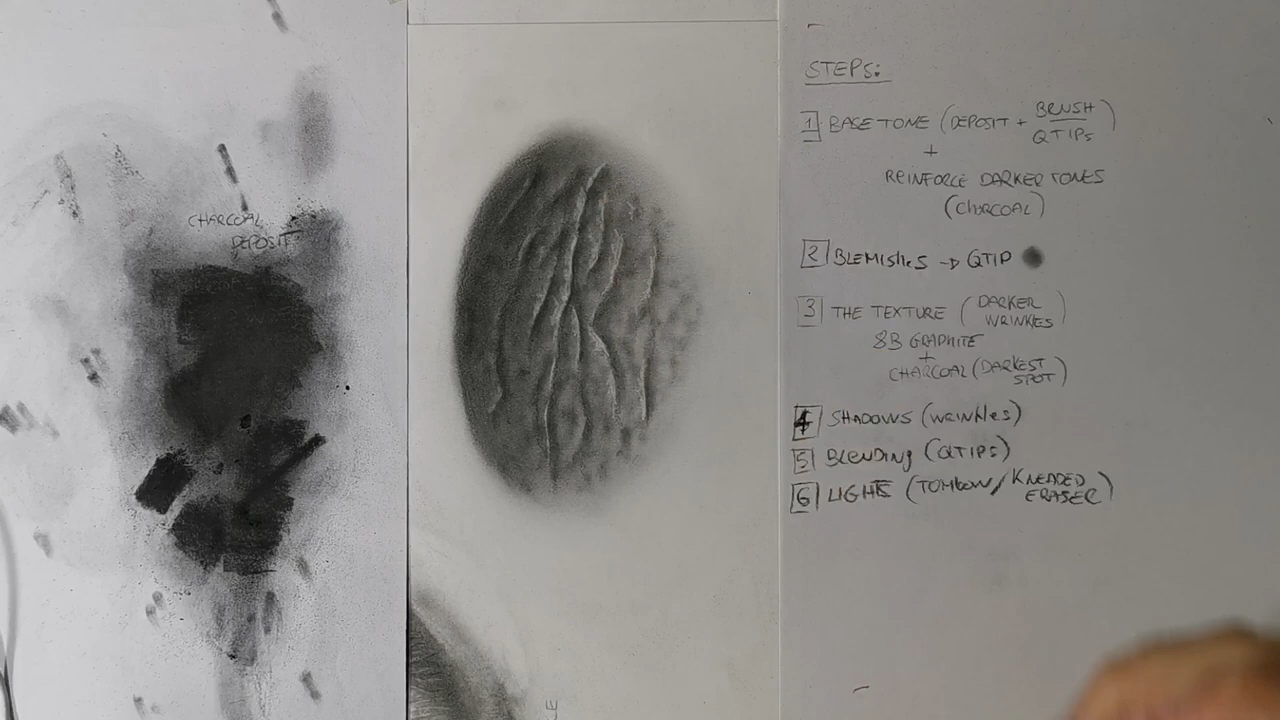 CHARCOAL
DEPOSIT
STEPS:
1 BASE TONE (DEPOSIT + BRUSH
QTIPS)
+
REINFORCE DARKER TONES
(CHARCOAL)
2 BLEMISHES → QTIP
3 THE TEXTURE (DARKER
WRINKLES)
8B GRAPHITE
+
CHARCOAL (DARKEST
SPOT)
4 SHADOWS (WRINKLES)
5 BLENDING (QTIPS)
6 LIGHTS (TOMBOW/KNEADED
ERASER)